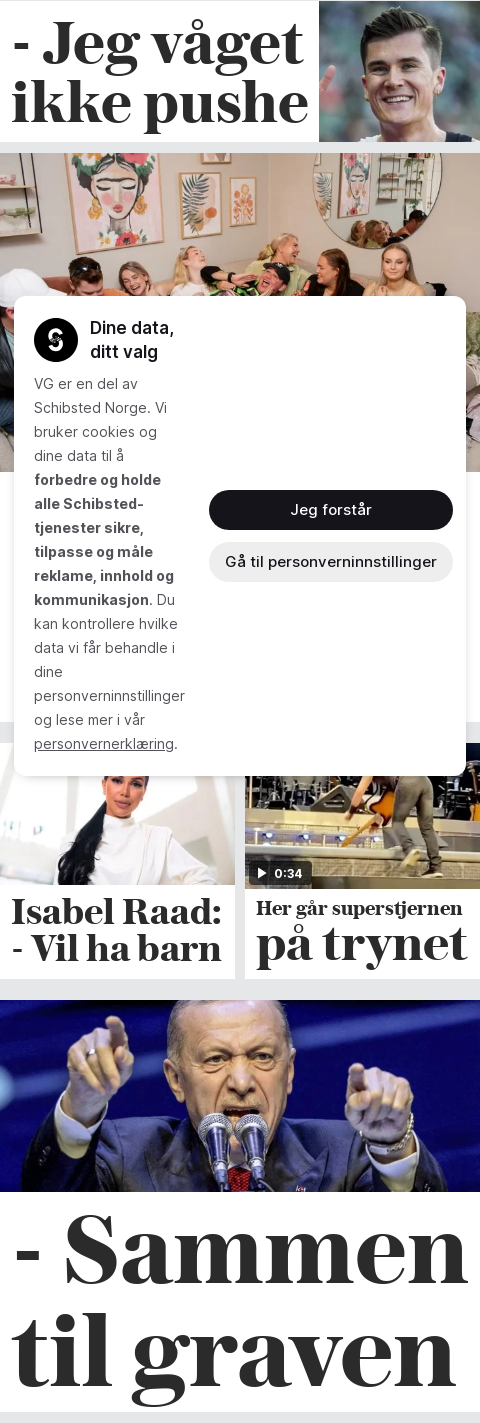 - Jeg våget
ikke pushe
Dine data,
ditt valg
VG er en del av
Schibsted Norge. Vi
bruker cookies og
dine data til å
forbedre og holde
alle Schibsted-
tjenester sikre,
tilpasse og måle
reklame, innhold og
kommunikasjon. Du
kan kontrollere hvilke
data vi får behandle i
dine
personverninnstillinger
og lese mer i vår
personvernerklæring.
Jeg forstår
Gå til personverninnstillinger
Isabel Raad:
- Vil ha barn
0:34
Her går superstjernen
på trynet
- Sammen
til graven